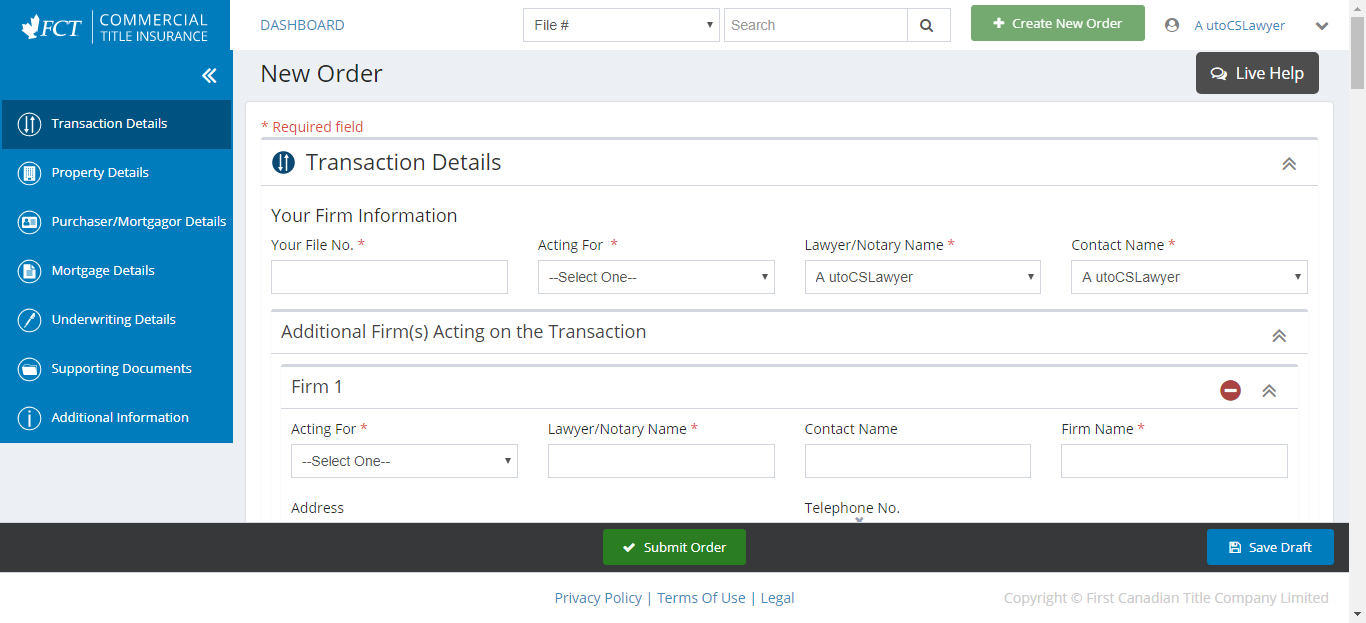 FCT COMMERCIAL TITLE INSURANCE
DASHBOARD
File #
Search
Create New Order
A utoCSLawyer
New Order
Live Help
Transaction Details
Property Details
Purchaser/Mortgagor Details
Mortgage Details
Underwriting Details
Supporting Documents
Additional Information
* Required field
Transaction Details
Your Firm Information
Your File No. * Acting For * Lawyer/Notary Name * Contact Name *
--Select One-- A utoCSLawyer A utoCSLawyer
Additional Firm(s) Acting on the Transaction
Firm 1
Acting For * Lawyer/Notary Name * Contact Name Firm Name *
--Select One--
Address Telephone No.
Submit Order Save Draft
Privacy Policy | Terms Of Use | Legal
Copyright © First Canadian Title Company Limited